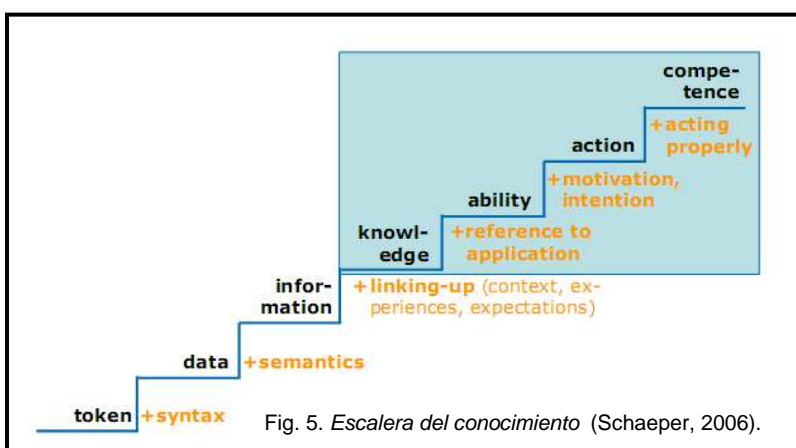 compe-
tence
+acting
properly
action
+motivation,
intention
ability
+reference to
application
knowl-
edge
+linking-up (context, ex-
periences, expectations)
infor-
mation
+semantics
data
+syntax
token
Fig. 5. Escalera del conocimiento (Schaeper, 2006).